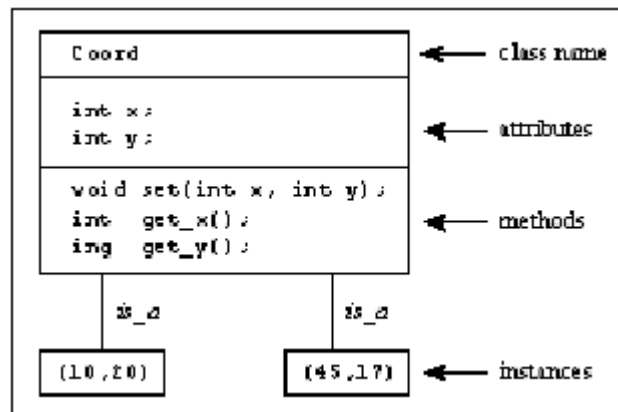 Coord
class name
int x;
int y;
attributes
void set(int x, int y);
int get_x();
ing get_y();
methods
is_a
is_a
(10,20)
(45,17)
instances